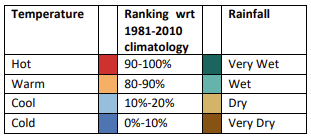 Temperature Ranking wrt 1981-2010 climatology Rainfall
Hot 90-100% Very Wet
Warm 80-90% Wet
Cool 10%-20% Dry
Cold 0%-10% Very Dry